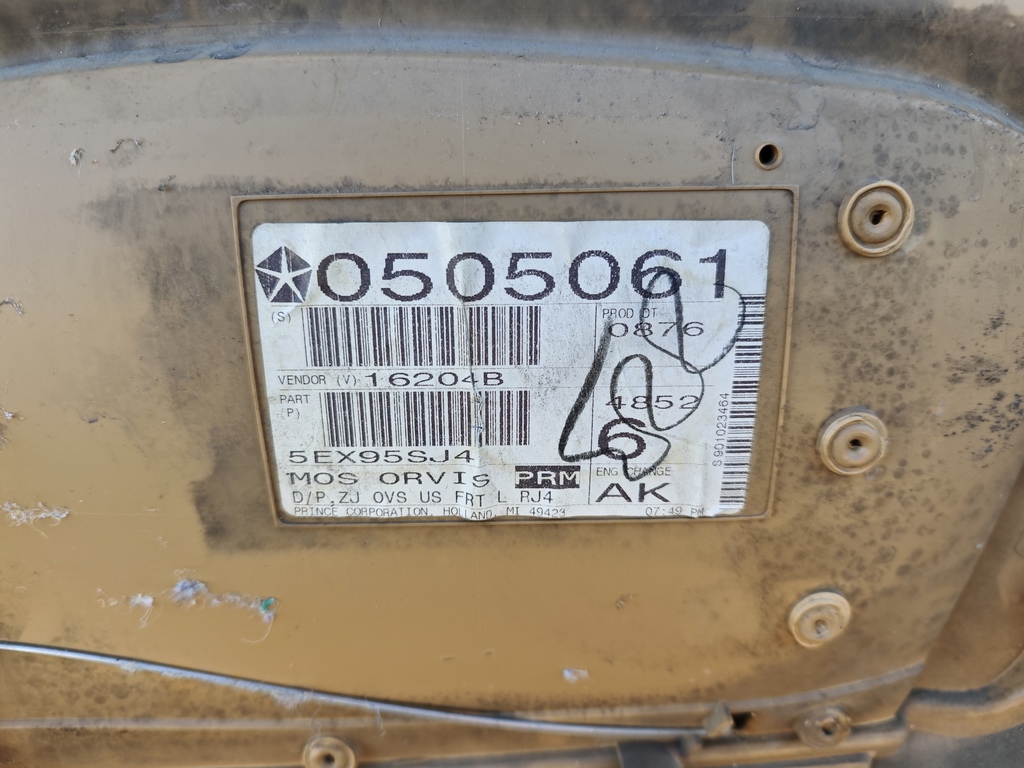 0505061
(S)
PROD DT
0876
VENDOR (V) 16204B
PART
(P)
4852
6
5EX95SJ4
MOS ORVIS
PRM
ENG CHANGE
D/P,ZJ OVS US FRT L RJ4
AK
PRINCE CORPORATION, HOLLAND, MI 49423
07:49 PM
S901023464